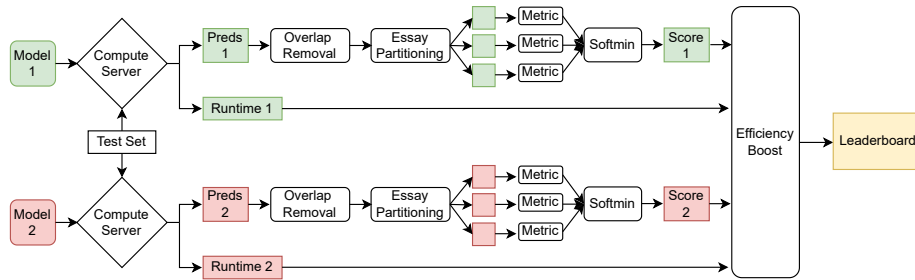 Model
1
Compute
Server
Preds
1
Overlap
Removal
Essay
Partitioning
Metric
Metric
Metric
Softmin
Score
1
Runtime 1
Test Set
Model
2
Compute
Server
Preds
2
Overlap
Removal
Essay
Partitioning
Metric
Metric
Metric
Softmin
Score
2
Runtime 2
Efficiency
Boost
Leaderboard